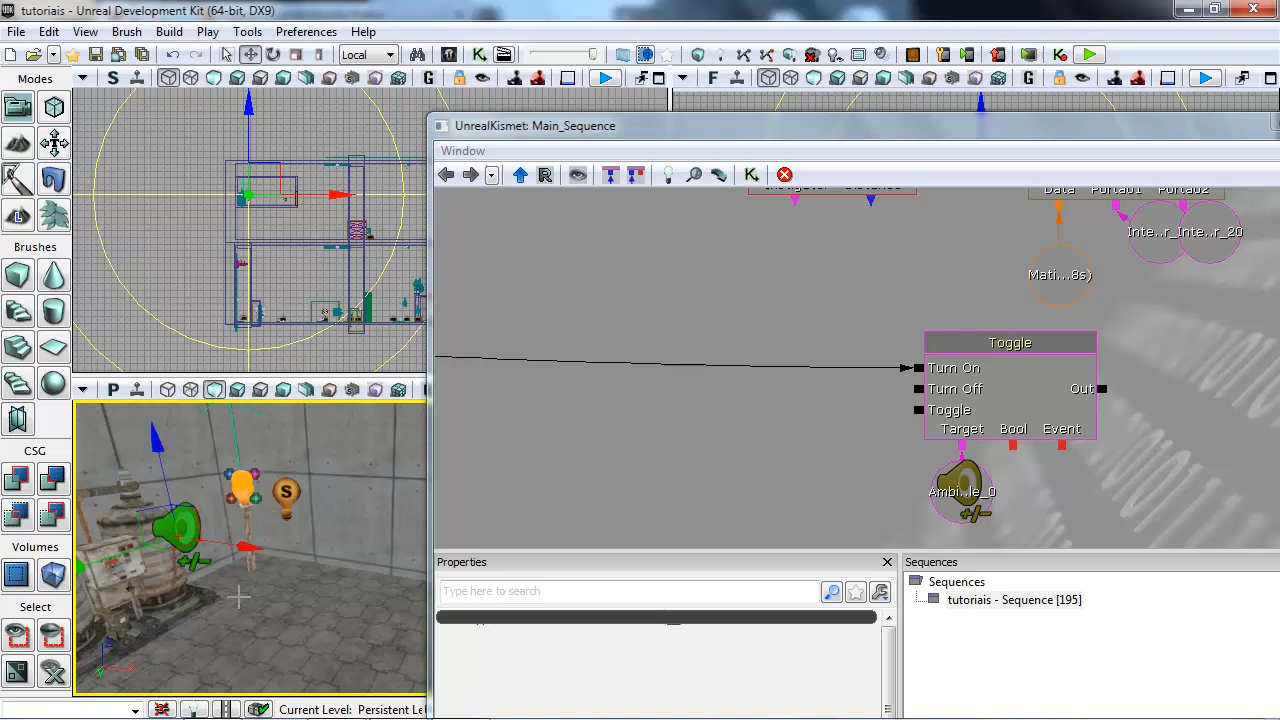 tutoriais - Unreal Development Kit (64-bit, DX9)
File Edit View Brush Build Play Tools Preferences Help
Local
Modes
S
G
F
G
UnrealKismet: Main_Sequence
Window
R
Data
Inte..r_Inte..r_20
Mati...8s)
Toggle
Turn On
Turn Off Out
Toggle
Target Bool Event
Ambi..le_0
Brushes
P
CSG
Volumes
Select
S
Properties
Type here to search
Sequences
Sequences
tutoriais - Sequence [195]
Current Level: Persistent Le